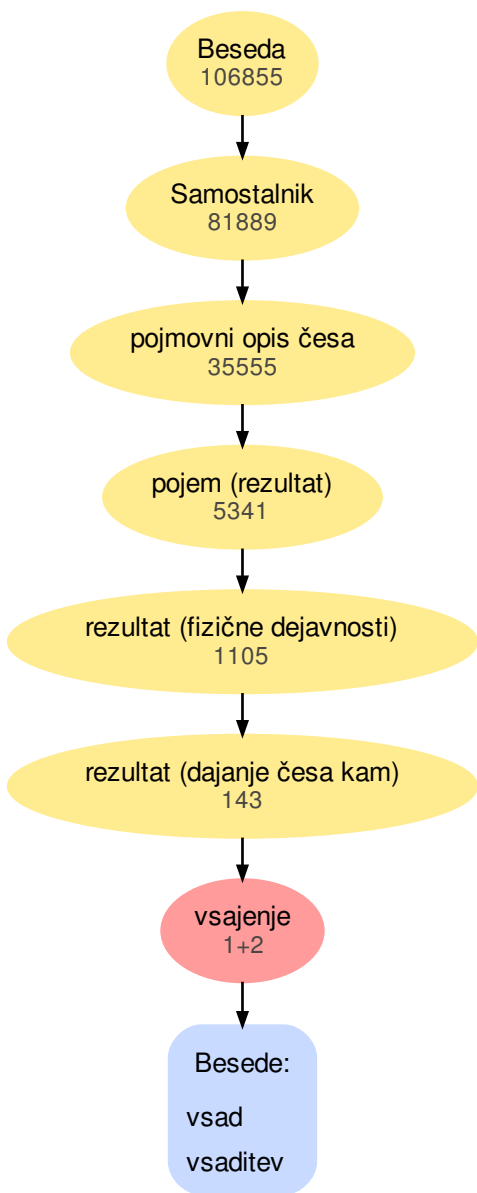 Beseda
106855
Samostalnik
81889
pojmovni opis česa
35555
pojem (rezultat)
5341
rezultat (fizične dejavnosti)
1105
rezultat (dajanje česa kam)
143
vsajenje
1+2
Besede:
vsad
vsaditev